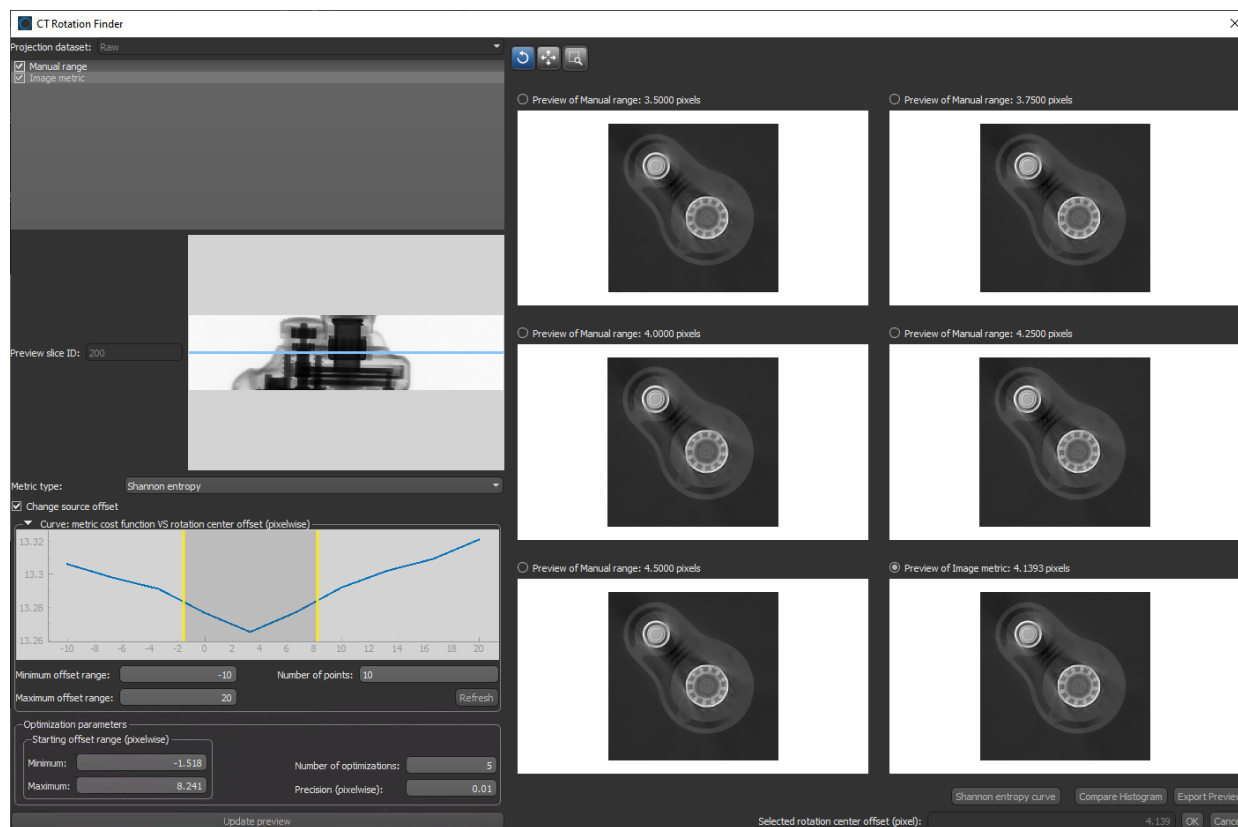 CT Rotation Finder
Projection dataset: Raw
Manual range
Image metric
Preview slice ID: 200
Metric type: Shannon entropy
Change source offset
Curve: metric cost function VS rotation center offset (pixelwise)
13.32
13.3
13.28
13.26
-10 -8 -6 -4 -2 0 2 4 6 8 10 12 14 16 18 20
Minimum offset range: -10 Number of points: 10
Maximum offset range: 20 Refresh
Optimization parameters
Starting offset range (pixelwise)
Minimum: -1.518 Number of optimizations: 5
Maximum: 8.241 Precision (pixelwise): 0.01
Update preview
Preview of Manual range: 3.5000 pixels
Preview of Manual range: 3.7500 pixels
Preview of Manual range: 4.0000 pixels
Preview of Manual range: 4.2500 pixels
Preview of Manual range: 4.5000 pixels
Preview of Image metric: 4.1393 pixels
Shannon entropy curve Compare Histogram Export Preview
Selected rotation center offset (pixel): 4.139 OK Cance